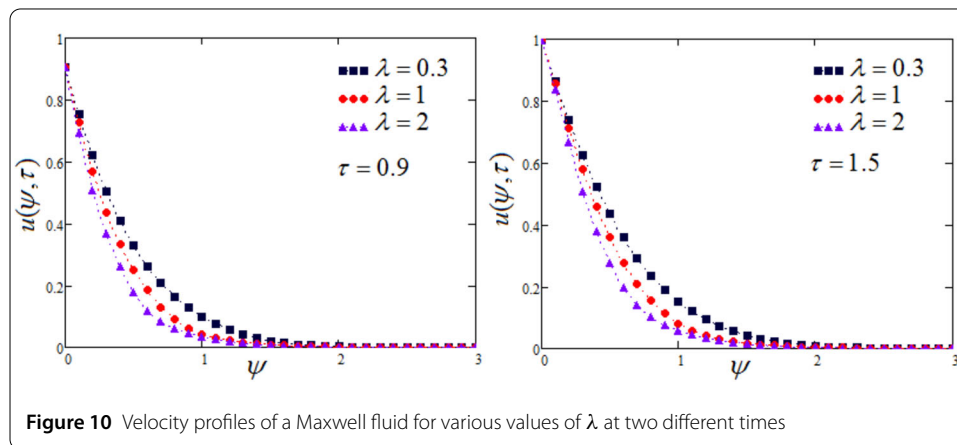 1
0.8
0.6
0.4
0.2
0
u(ψ,τ)
λ = 0.3
λ = 1
λ = 2
τ = 0.9
0 1 2 3
ψ
1
0.8
0.6
0.4
0.2
0
u(ψ,τ)
λ = 0.3
λ = 1
λ = 2
τ = 1.5
0 1 2 3
ψ
Figure 10 Velocity profiles of a Maxwell fluid for various values of λ at two different times